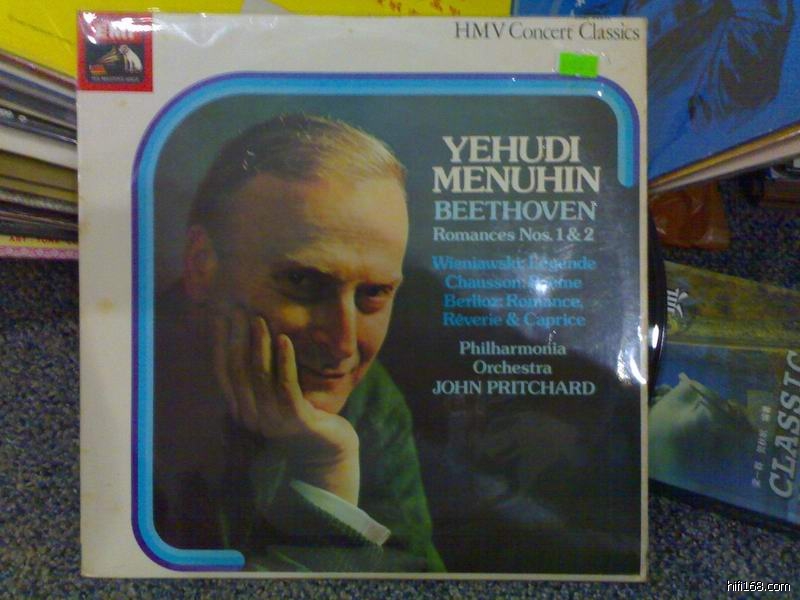 HMV Concert Classics
YEHUDI
MENUHIN
BEETHOVEN
Romances Nos. 1 & 2
Wieniawski: Légende
Chausson: Poème
Berlioz: Romance,
Rêverie & Caprice
Philharmonia
Orchestra
JOHN PRITCHARD
CLASSIC
hifi168.com